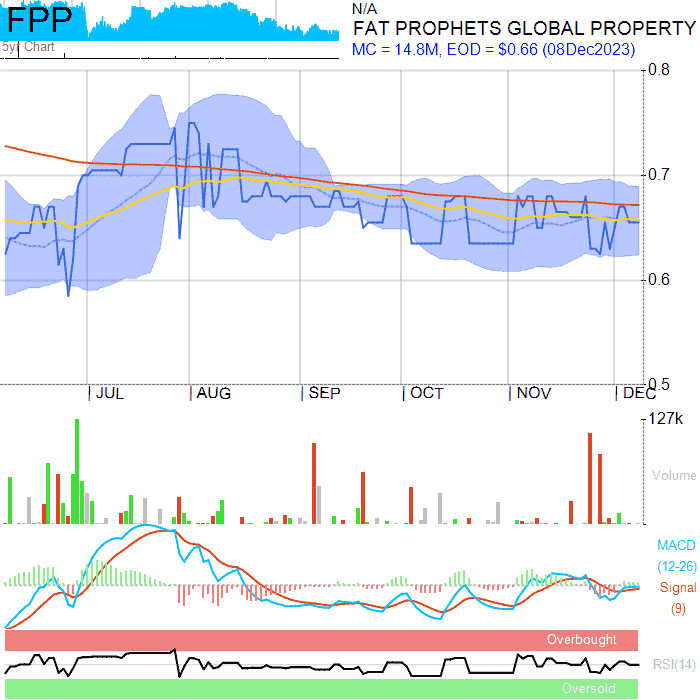 FPP
5yr Chart
N/A
FAT PROPHETS GLOBAL PROPERTY
MC = 14.8M, EOD = $0.66 (08Dec2023)
0.8
0.7
0.6
0.5
JUL AUG SEP OCT NOV DEC
127k
Volume
MACD
(12-26)
Signal
(9)
Overbought
RSI(14)
Oversold